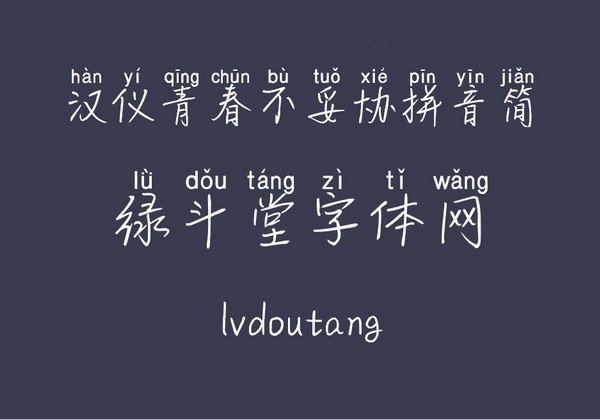 hàn yí qīng chūn bù tuǒ xié pīn yīn jiǎn
汉仪青春不妥协拼音简
lǜ dǒu táng zì tǐ wǎng
绿斗堂字体网
lvdoutang